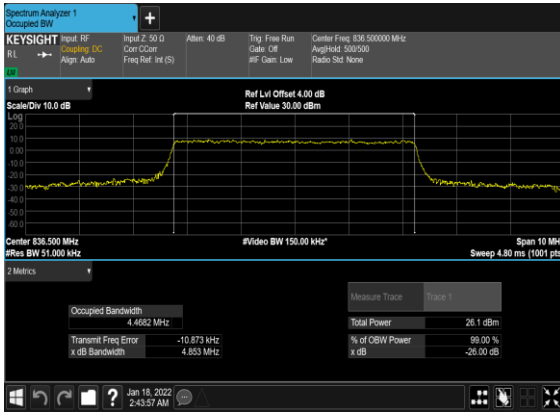 Spectrum Analyzer 1
Occupied BW
+
KEYSIGHT Input: RF Input Z: 50 Ω Atten: 40 dB Trig: Free Run Center Freq: 836.500000 MHz
RL Coupling: DC Corr CCorr Gate: Off Avg|Hold: 500/500
Align: Auto Freq Ref: Int (S) #IF Gain: Low Radio Std: None
LXI
1 Graph
Ref Lvl Offset 4.00 dB
Scale/Div 10.0 dB Ref Value 30.00 dBm
Log
20.0
10.0
0.00
-10.0
-20.0
-30.0
-40.0
-50.0
-60.0
Center 836.500 MHz #Video BW 150.00 kHz* Span 10 MH
#Res BW 51.000 kHz Sweep 4.80 ms (1001 pts
2 Metrics
Measure Trace Trace 1
Occupied Bandwidth
4.4682 MHz Total Power 26.1 dBm
Transmit Freq Error -10.873 kHz % of OBW Power 99.00 %
x dB Bandwidth 4.853 MHz x dB -26.00 dB
? Jan 18, 2022
2:43:57 AM